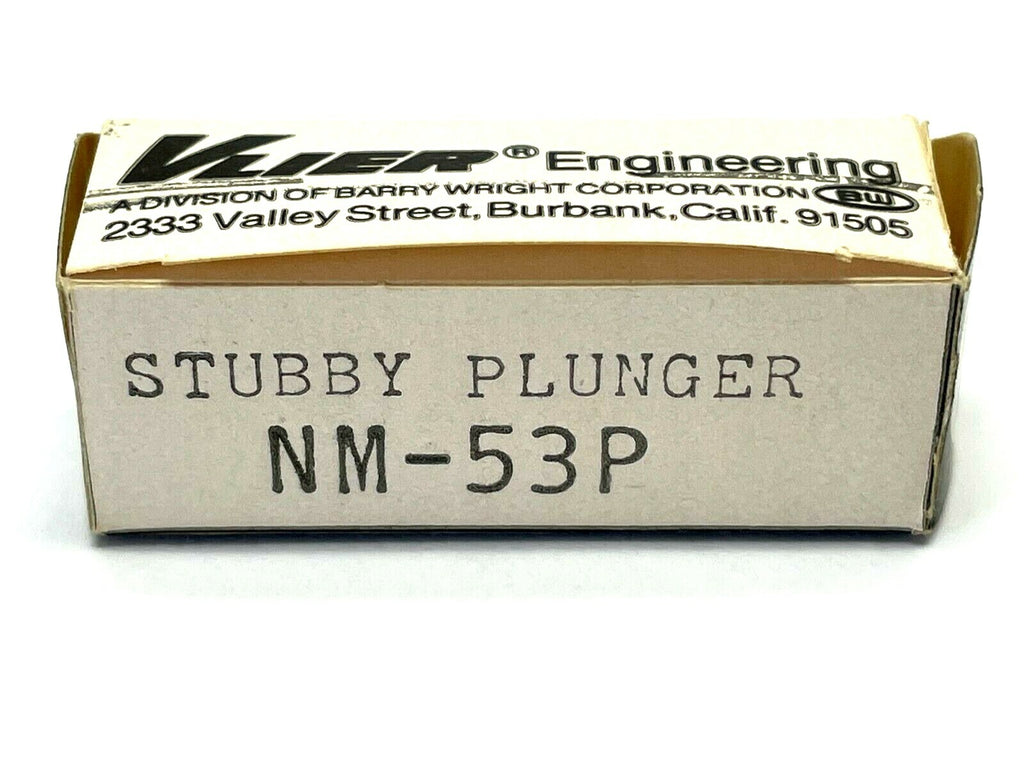 VLIER® Engineering
A DIVISION OF BARRY WRIGHT CORPORATION BW
2333 Valley Street, Burbank, Calif. 91505
STUBBY PLUNGER
NM-53P